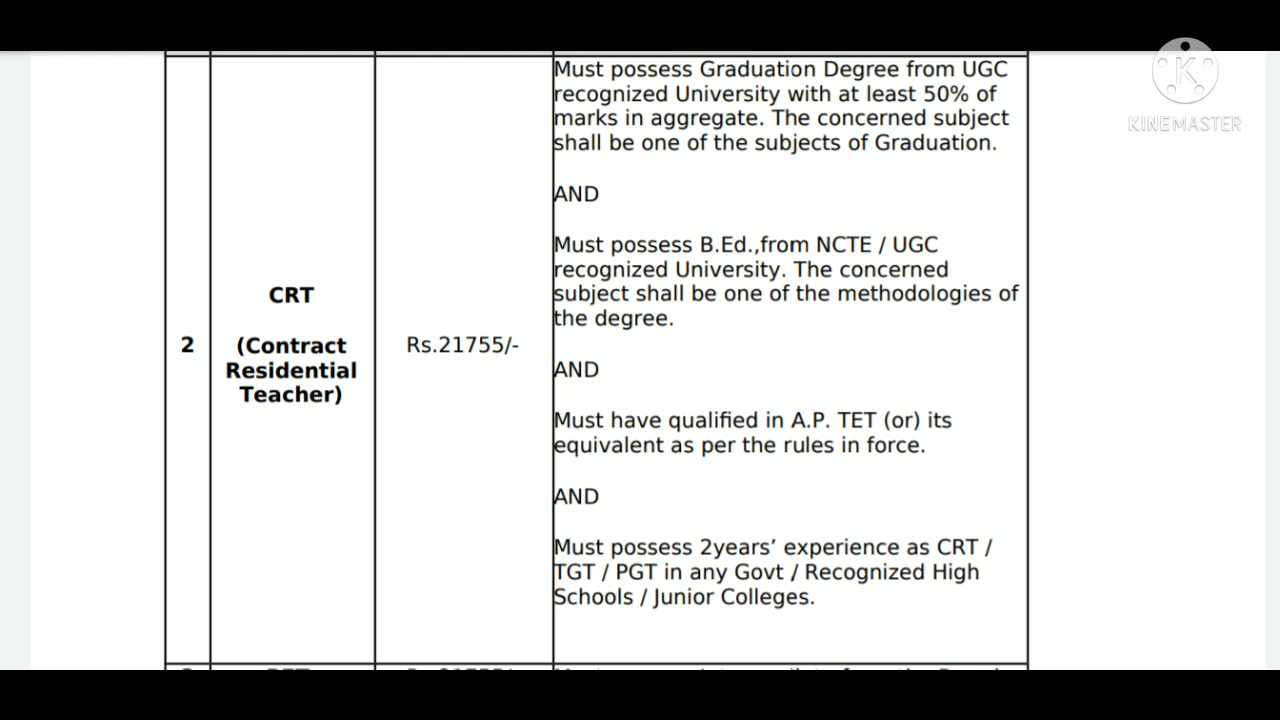 Must possess Graduation Degree from UGC
recognized University with at least 50% of
marks in aggregate. The concerned subject
shall be one of the subjects of Graduation.
AND
Must possess B.Ed.,from NCTE / UGC
recognized University. The concerned
subject shall be one of the methodologies of
the degree.
CRT
(Contract
Residential
Teacher)
2
Rs.21755/-
AND
Must have qualified in A.P. TET (or) its
equivalent as per the rules in force.
AND
Must possess 2years’ experience as CRT /
TGT / PGT in any Govt / Recognized High
Schools / Junior Colleges.
K
KINEMASTER